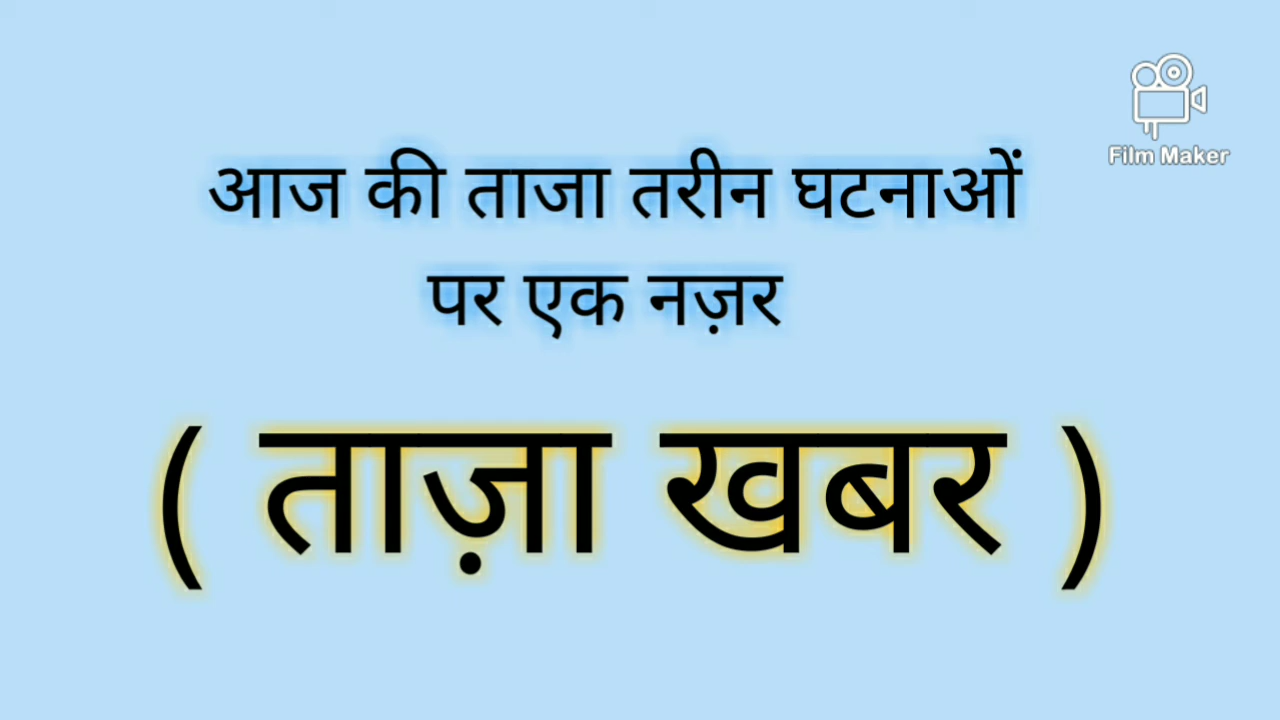 Film Maker
आज की ताजा तरीन घटनाओं
पर एक नज़र
( ताज़ा खबर )